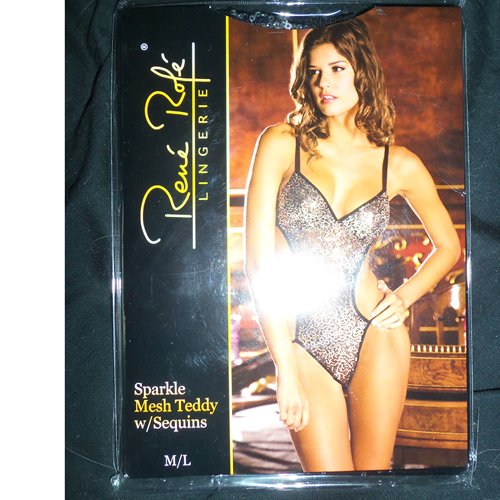 René Rofé ®
LINGERIE
Sparkle
Mesh Teddy
w/Sequins
M/L